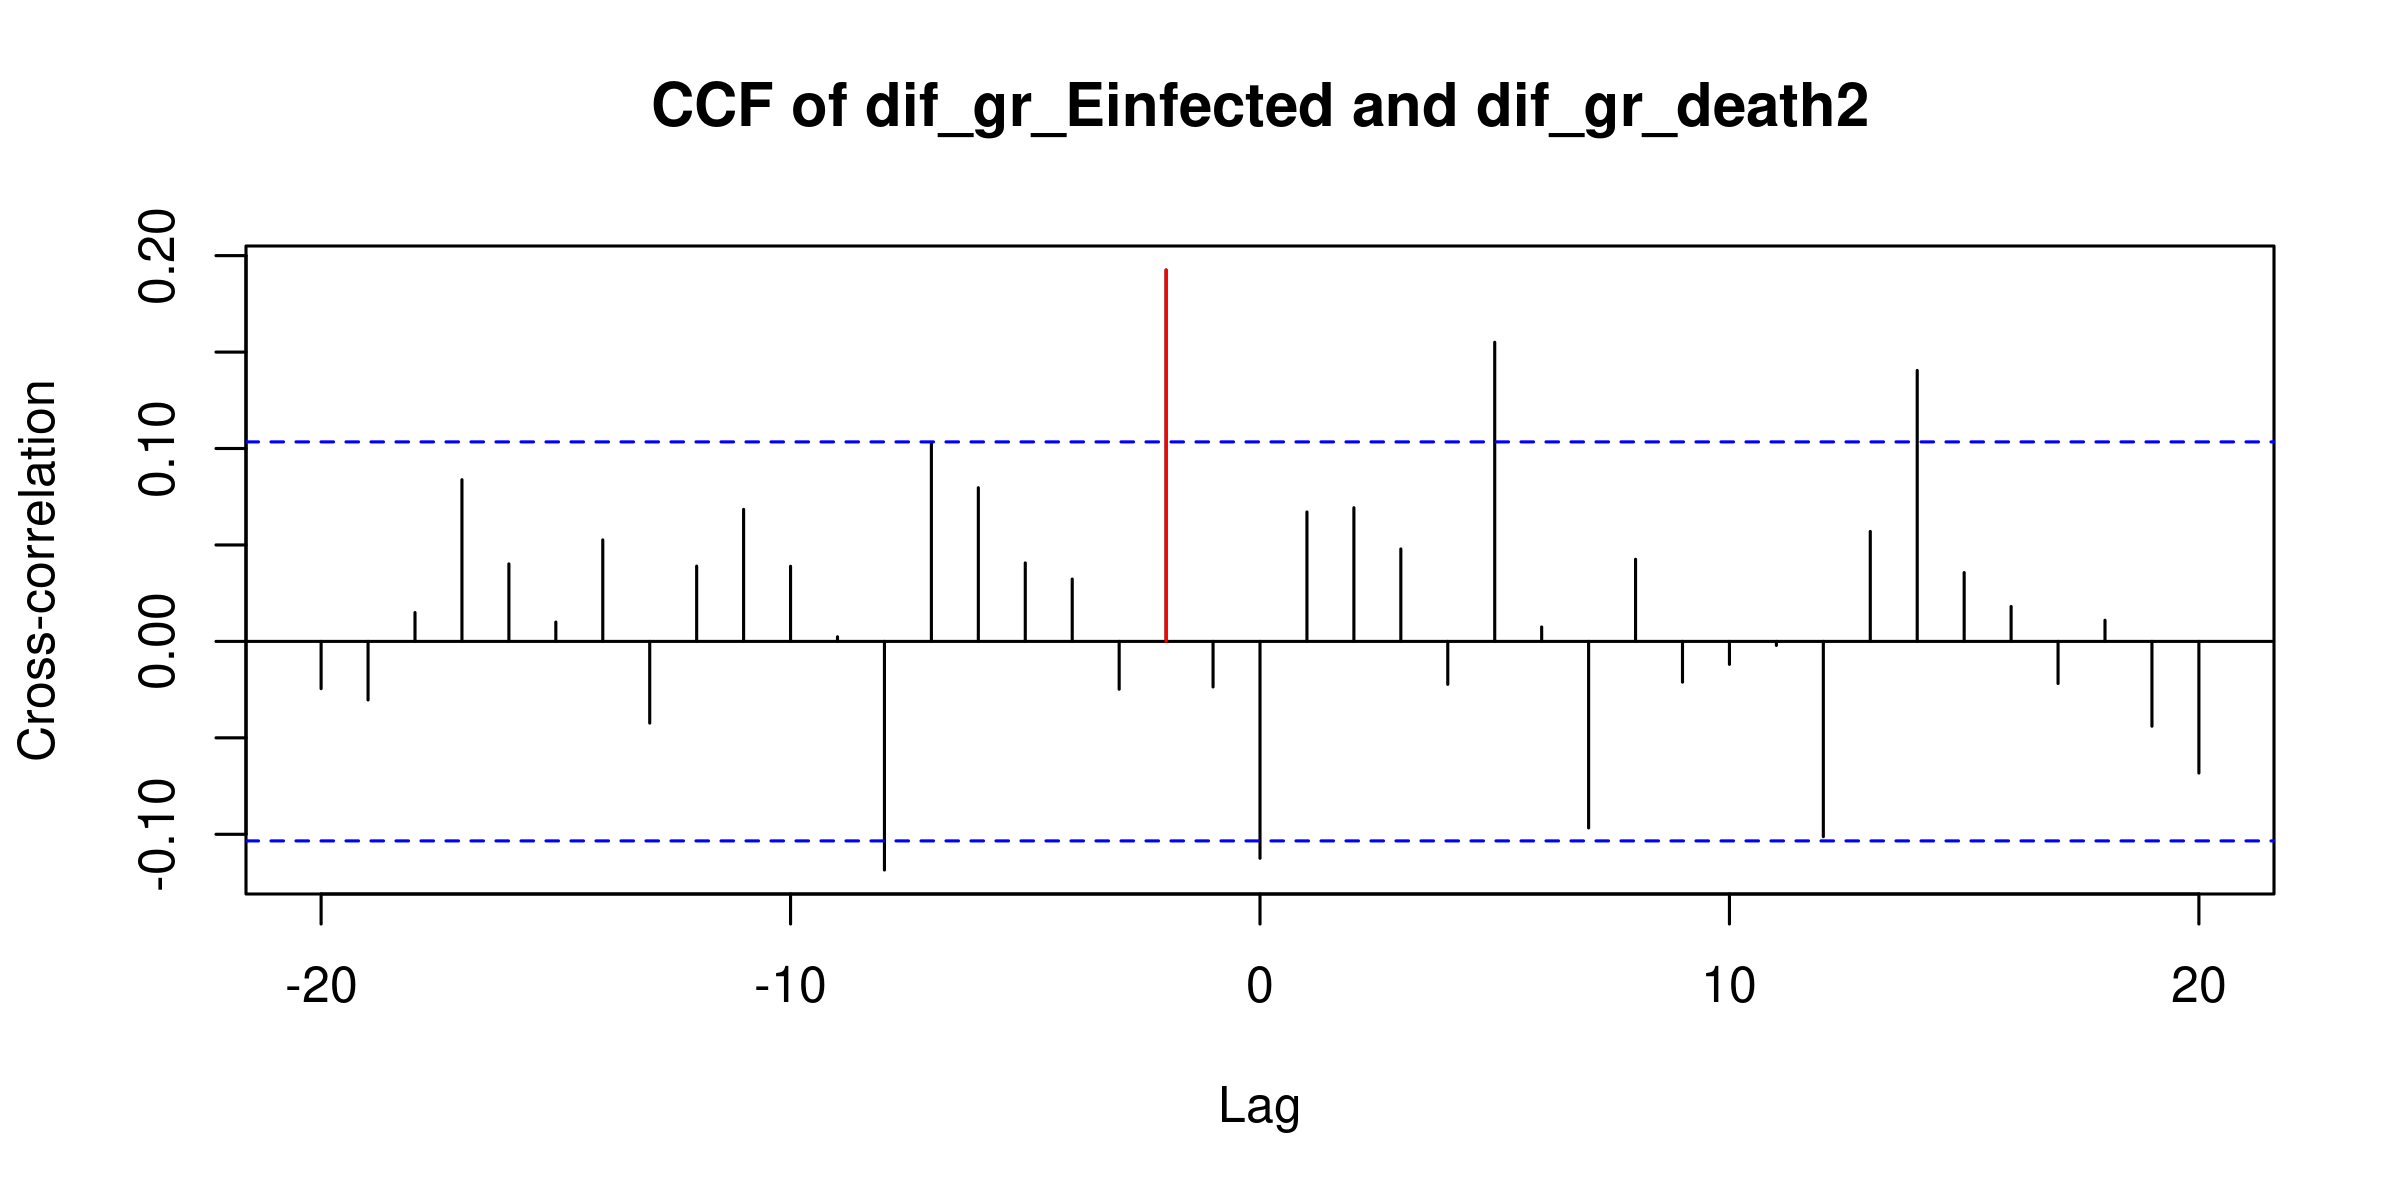 CCF of dif_gr_Einfected and dif_gr_death2
Cross-correlation
0.20
0.10
0.00
-0.10
-20 -10 0 10 20
Lag